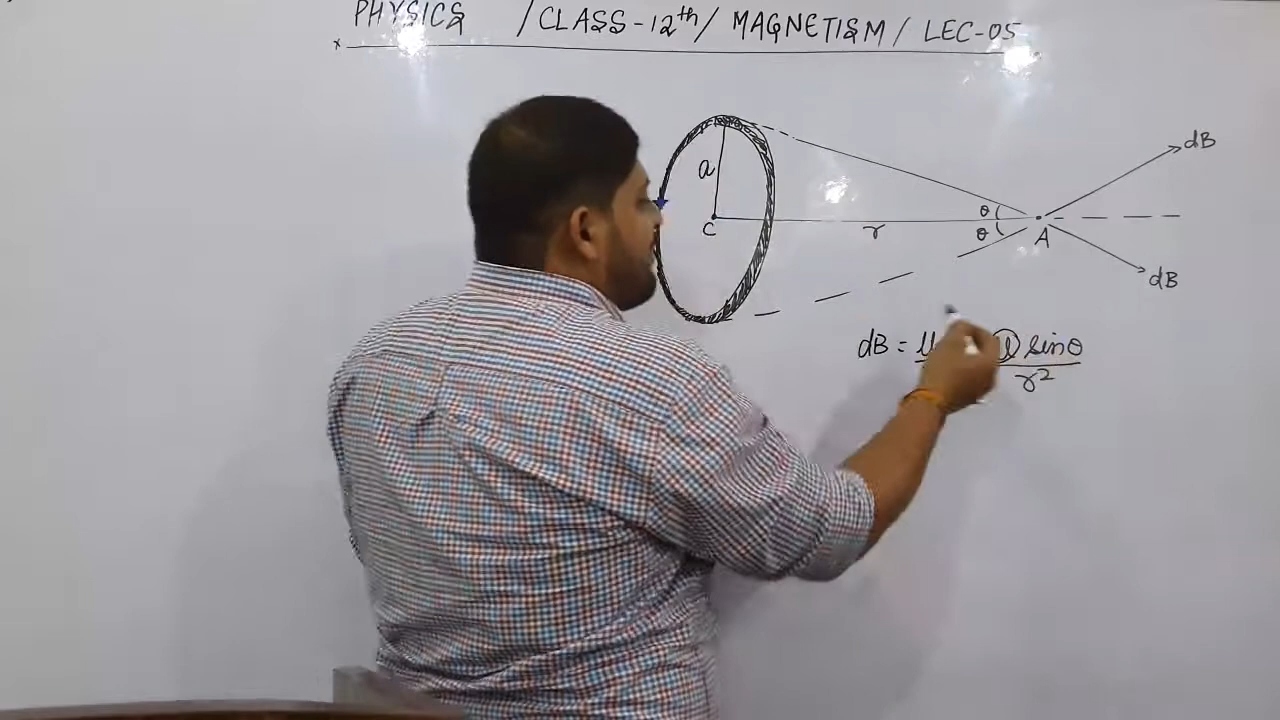 PHYSICS / CLASS-12th / MAGNETISM / LEC-05
a
C
r
θ
θ
A
dB
dB
dB = μ l sinθ
r²